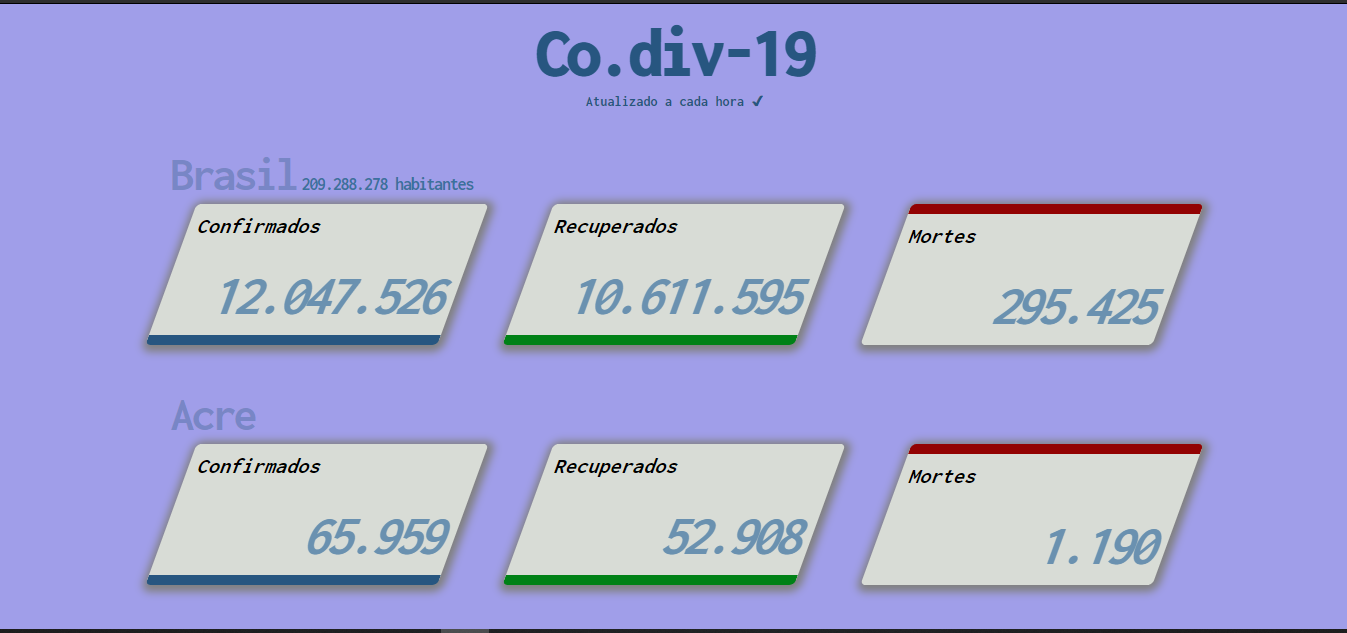 Co.div-19
Atualizado a cada hora ✔
Brasil 209.288.278 habitantes
Confirmados
12.047.526
Recuperados
10.611.595
Mortes
295.425
Acre
Confirmados
65.959
Recuperados
52.908
Mortes
1.190